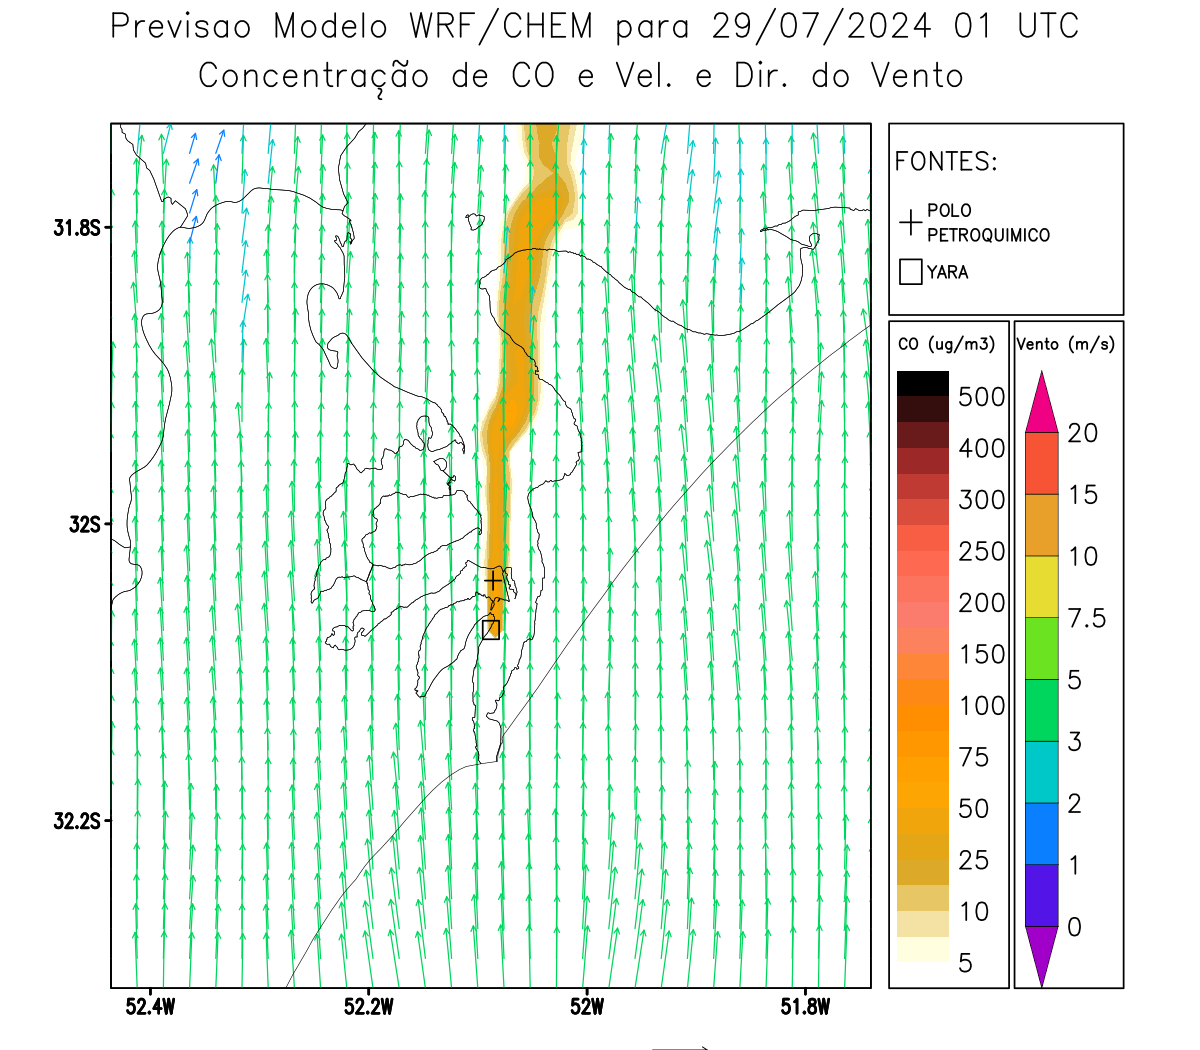 Previsao Modelo WRF/CHEM para 29/07/2024 01 UTC
Concentração de CO e Vel. e Dir. do Vento
FONTES:
POLO
PETROQUIMICO
YARA
CO (ug/m3)
500
400
300
250
200
150
100
75
50
25
10
5
Vento (m/s)
20
15
10
7.5
5
3
2
1
0
31.8S
32S
32.2S
52.4W
52.2W
52W
51.8W